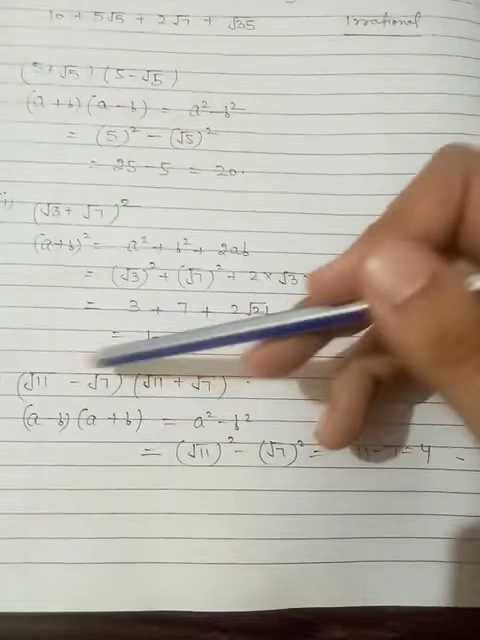 10 + 5√5 + 2√7 + √35 Irrational
(5+√5) (5-√5)
(a+b)(a-b) = a²-b²
= (5)² - (√5)²
= 25 - 5 = 20.
(√3 + √7)²
(a+b)² = a² + b² + 2ab
= (√3)² + (√7)² + 2×√3
= 3 + 7 + 2√21
=
(√11 - √7) (√11 + √7)
(a-b)(a+b) = a²-b²
= (√11)² - (√7)² = 11-7=4